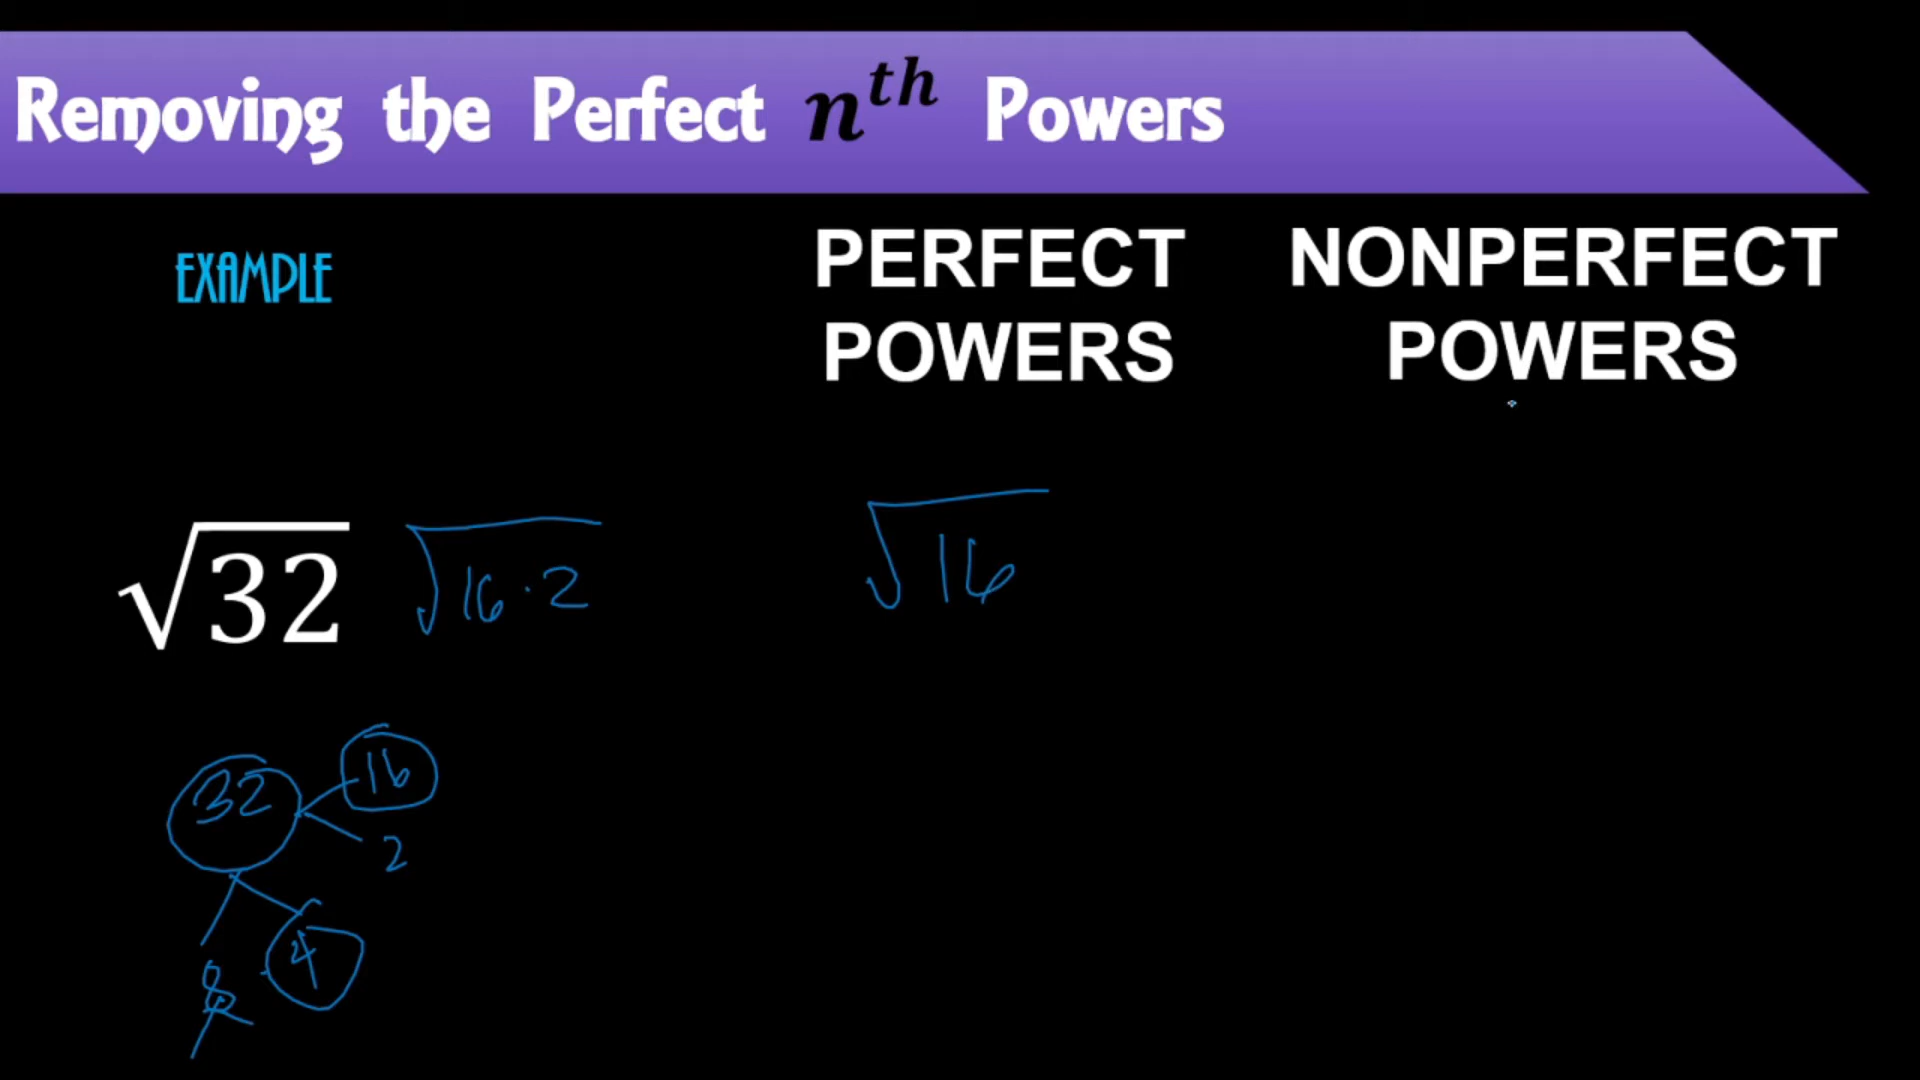 Removing the Perfect nᵗʰ Powers
EXAMPLE
PERFECT POWERS
NONPERFECT POWERS
√32
√16·2
√16
32
16
2
8
4